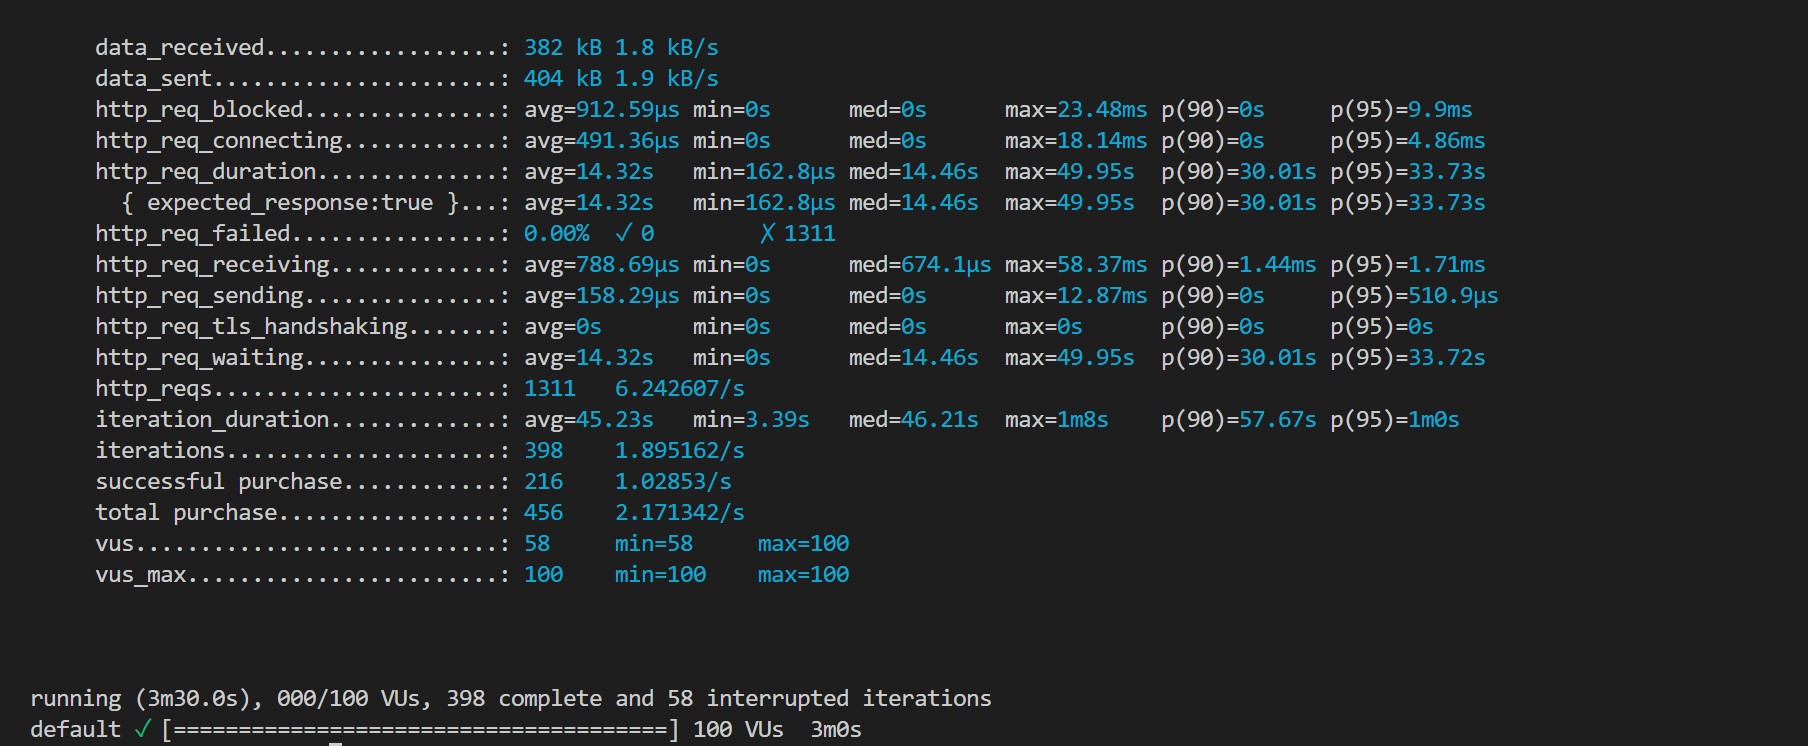 data_received..................: 382 kB 1.8 kB/s
data_sent......................: 404 kB 1.9 kB/s
http_req_blocked...............: avg=912.59µs min=0s      med=0s      max=23.48ms p(90)=0s     p(95)=9.9ms
http_req_connecting............: avg=491.36µs min=0s      med=0s      max=18.14ms p(90)=0s     p(95)=4.86ms
http_req_duration..............: avg=14.32s   min=162.8µs med=14.46s  max=49.95s  p(90)=30.01s p(95)=33.73s
  { expected_response:true }...: avg=14.32s   min=162.8µs med=14.46s  max=49.95s  p(90)=30.01s p(95)=33.73s
http_req_failed................: 0.00%  ✓ 0        ✗ 1311
http_req_receiving.............: avg=788.69µs min=0s      med=674.1µs max=58.37ms p(90)=1.44ms p(95)=1.71ms
http_req_sending...............: avg=158.29µs min=0s      med=0s      max=12.87ms p(90)=0s     p(95)=510.9µs
http_req_tls_handshaking.......: avg=0s       min=0s      med=0s      max=0s      p(90)=0s     p(95)=0s
http_req_waiting...............: avg=14.32s   min=0s      med=14.46s  max=49.95s  p(90)=30.01s p(95)=33.72s
http_reqs......................: 1311   6.242607/s
iteration_duration.............: avg=45.23s   min=3.39s   med=46.21s  max=1m8s    p(90)=57.67s p(95)=1m0s
iterations.....................: 398    1.895162/s
successful purchase............: 216    1.02853/s
total purchase.................: 456    2.171342/s
vus............................: 58     min=58     max=100
vus_max........................: 100    min=100    max=100
running (3m30.0s), 000/100 VUs, 398 complete and 58 interrupted iterations
default ✓ [======================================] 100 VUs  3m0s